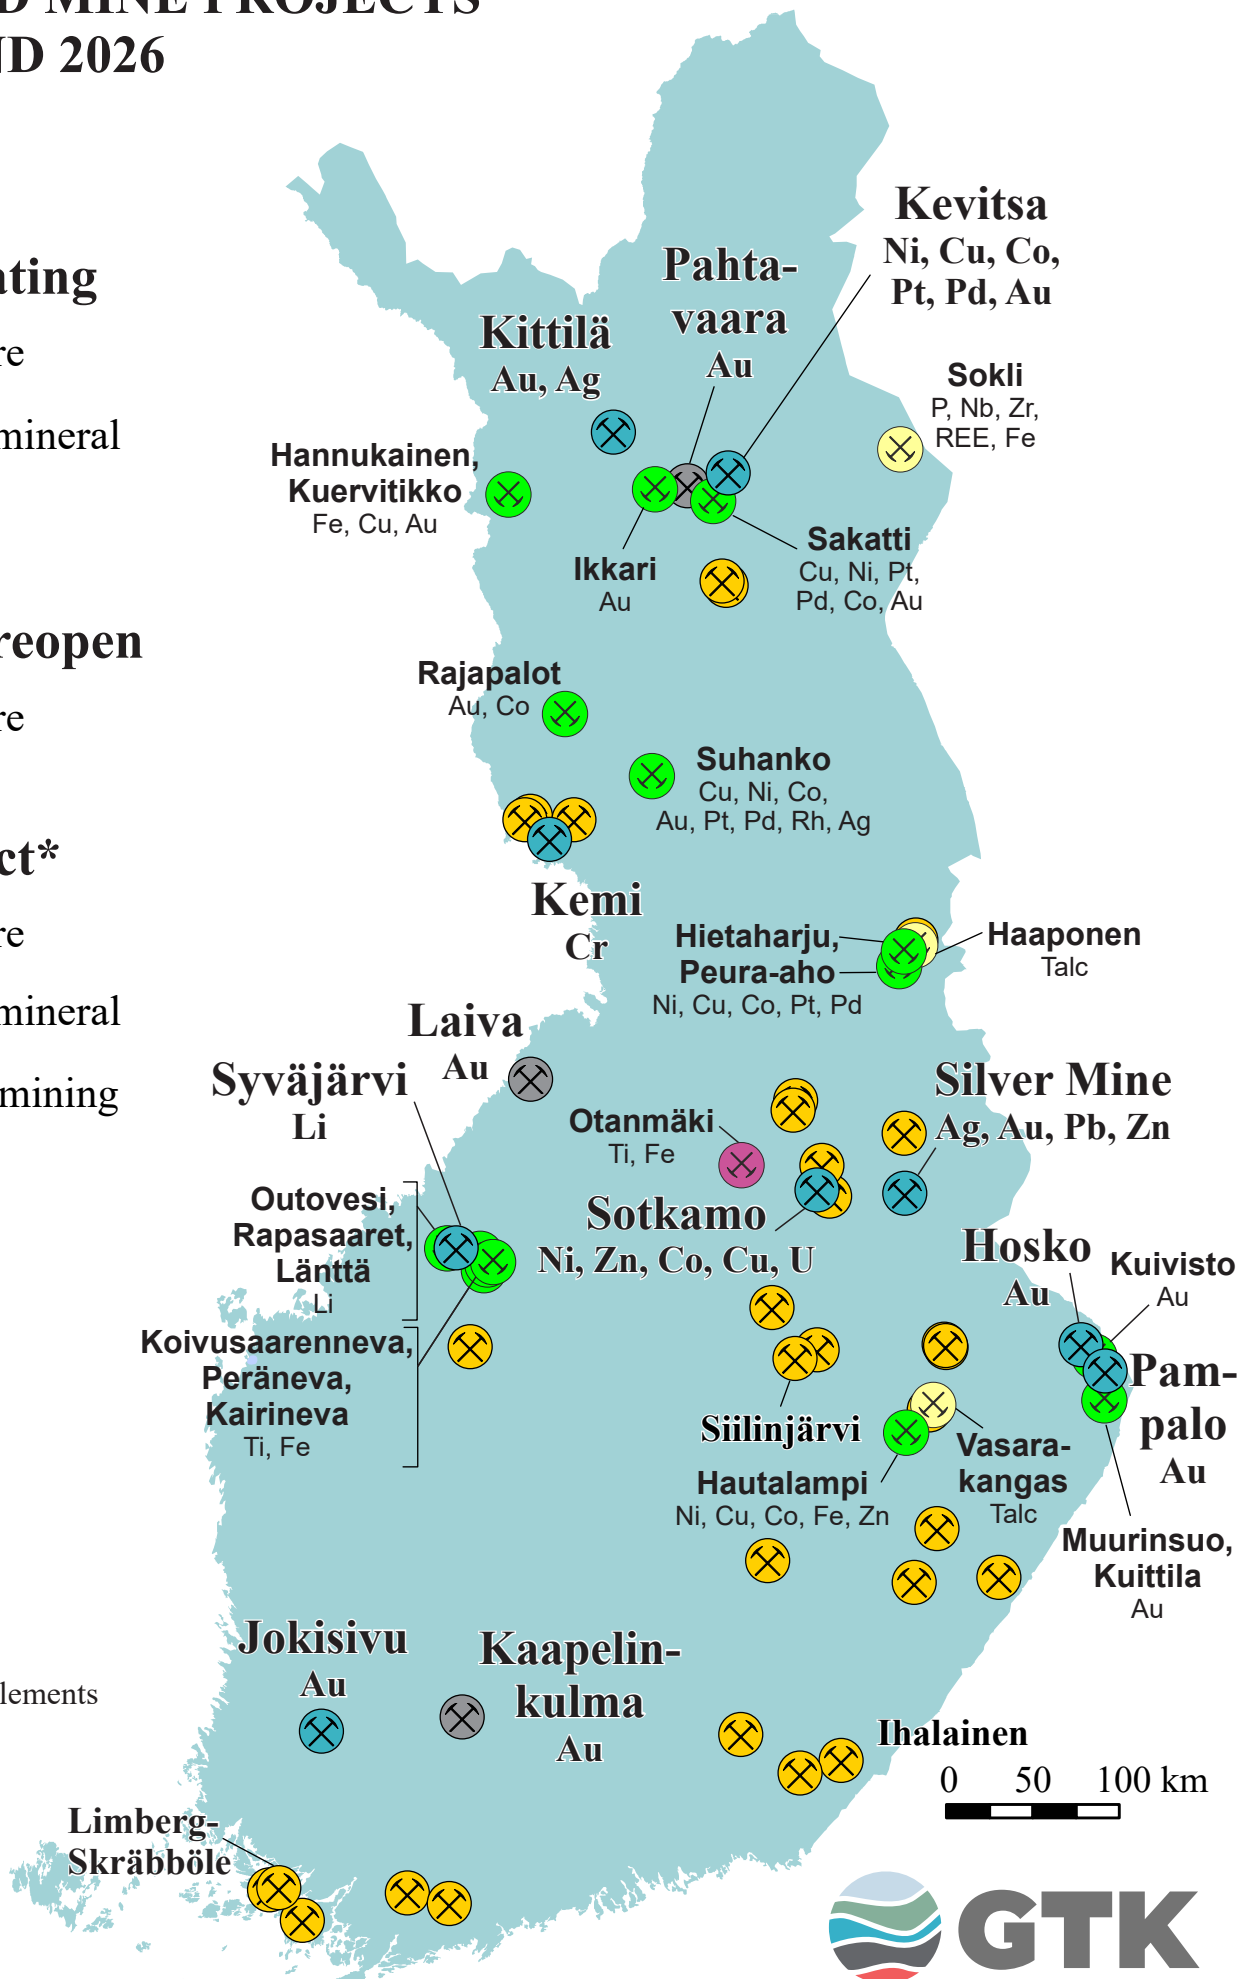 MINE PROJECTS
2026
Kevitsa
Ni, Cu, Co,
Pt, Pd, Au
Pahta-
vaara
Au
Kittilä
Au, Ag
Sokli
P, Nb, Zr,
REE, Fe
mineral
Hannukainen,
Kuervitikko
Fe, Cu, Au
Sakatti
Cu, Ni, Pt,
Pd, Co, Au
Ikkari
Au
reopen
Rajapalot
Au, Co
Suhanko
Cu, Ni, Co,
Au, Pt, Pd, Rh, Ag
Kemi
Cr
Hietaharju,
Peura-aho
Ni, Cu, Co, Pt, Pd
Haaponen
Talc
mineral
Laiva
Au
Syväjärvi
Li
mining
Silver Mine
Ag, Au, Pb, Zn
Otanmäki
Ti, Fe
Sotkamo
Ni, Zn, Co, Cu, U
Outovesi,
Rapasaaret,
Länttä
Li
Hosko
Au
Kuivisto
Au
Koivusaarenneva,
Peräneva,
Kairineva
Ti, Fe
Pam-
palo
Au
Siilinjärvi
Vasara-
kangas
Talc
Hautalampi
Ni, Cu, Co, Fe, Zn
Muurinsuo,
Kuittila
Au
Jokisivu
Au
Kaapelin-
kulma
Au
lements
Ihalainen
0 50 100 km
Limberg-
Skräbböle
GTK